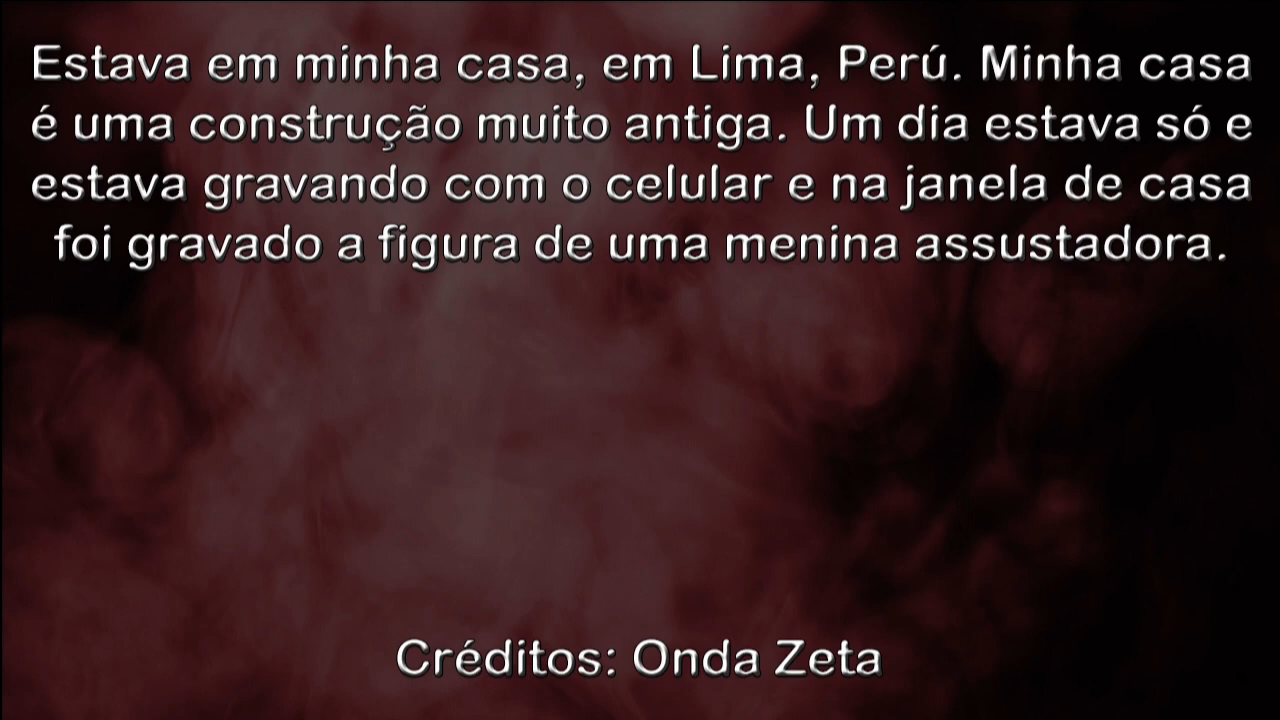 Estava em minha casa, em Lima, Perú. Minha casa
é uma construção muito antiga. Um dia estava só e
estava gravando com o celular e na janela de casa
foi gravado a figura de uma menina assustadora.
Créditos: Onda Zeta